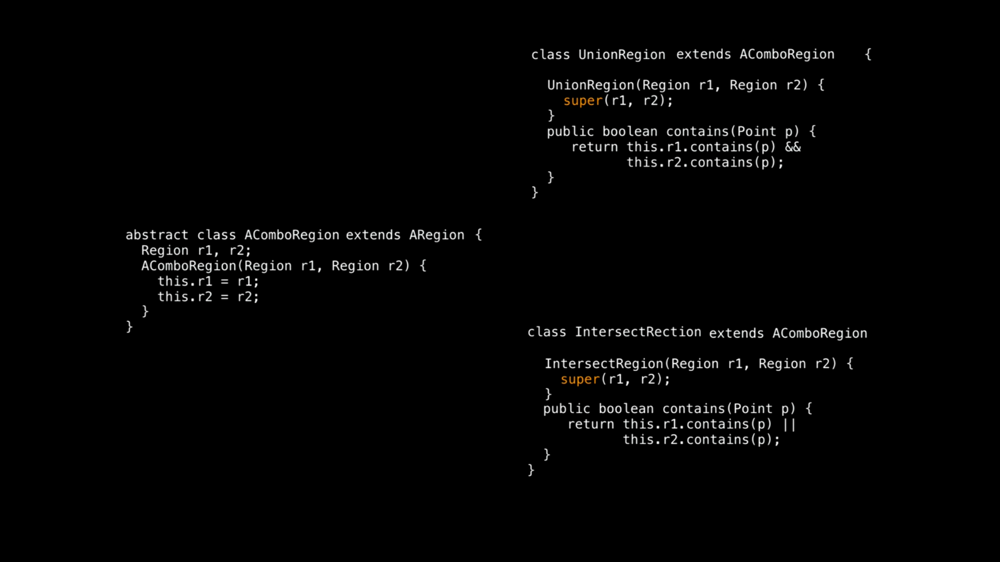 abstract class AComboRegion extends ARegion {
  Region r1, r2;
  AComboRegion(Region r1, Region r2) {
    this.r1 = r1;
    this.r2 = r2;
  }
}
class UnionRegion extends AComboRegion {
  UnionRegion(Region r1, Region r2) {
    super(r1, r2);
  }
  public boolean contains(Point p) {
     return this.r1.contains(p) &&
            this.r2.contains(p);
  }
}
class IntersectRection extends AComboRegion
  IntersectRegion(Region r1, Region r2) {
    super(r1, r2);
  }
  public boolean contains(Point p) {
     return this.r1.contains(p) ||
            this.r2.contains(p);
  }
}